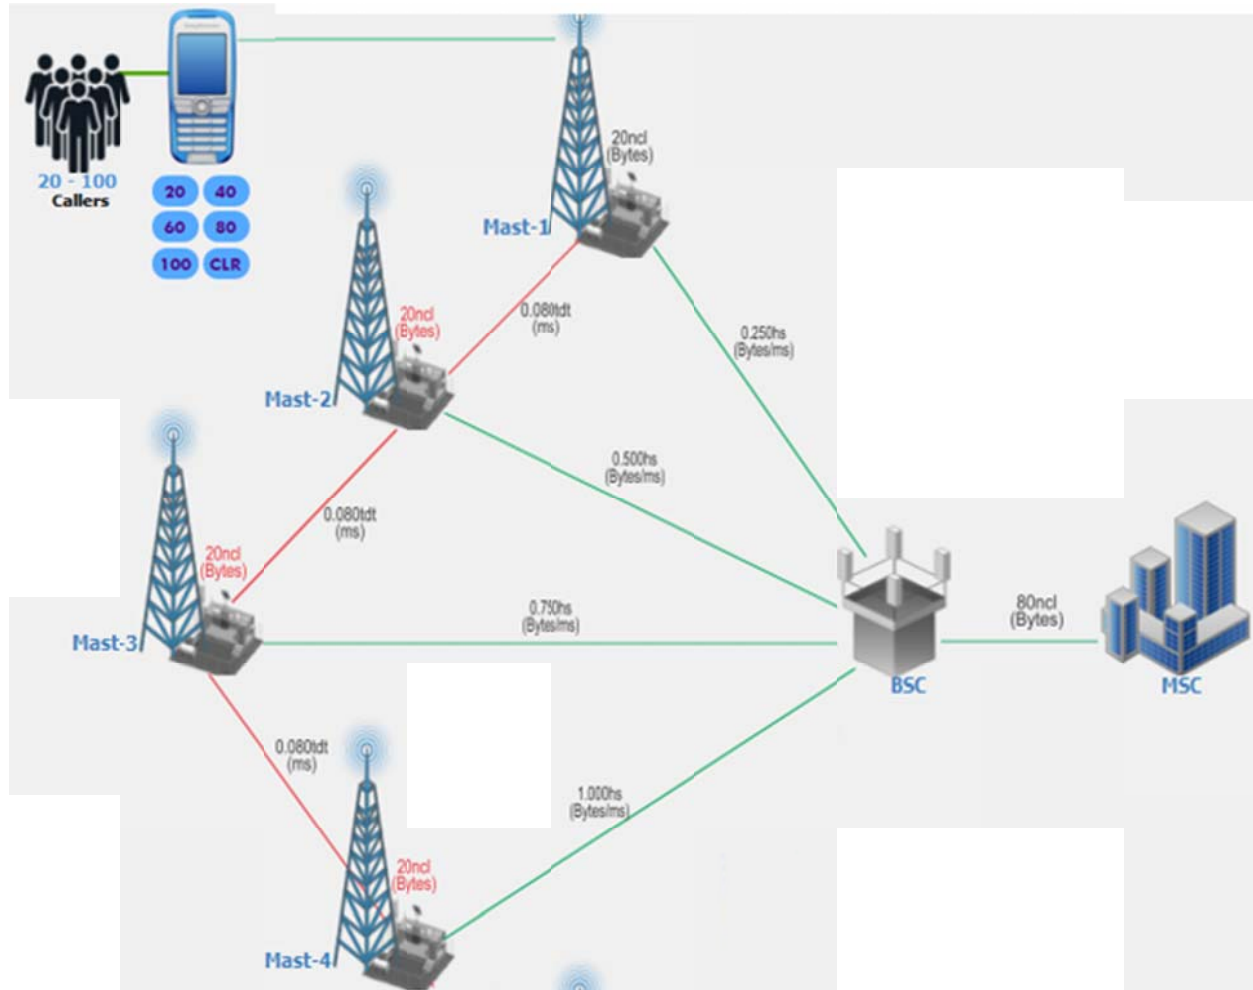 20 - 100
Callers
20
40
60
80
100
CLR
Mast-1
20ncl
(Bytes)
Mast-2
20ncl
(Bytes)
0.080tdt
(ms)
0.250hs
(Bytes/ms)
0.500hs
(Bytes/ms)
0.080tdt
(ms)
Mast-3
20ncl
(Bytes)
0.750hs
(Bytes/ms)
80ncl
(Bytes)
BSC
MSC
0.080tdt
(ms)
1.000hs
(Bytes/ms)
20ncl
(Bytes)
Mast-4